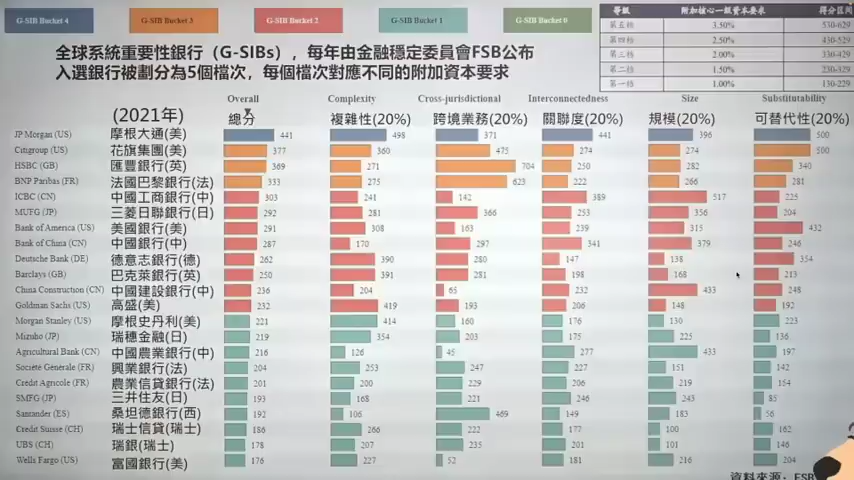 G-SIB Bucket 4 G-SIB Bucket 3 G-SIB Bucket 2 G-SIB Bucket 1 G-SIB Bucket 0
等級 附加核心一級資本要求 得分區間
第五档 3.50% 530-629
第四档 2.50% 430-529
第三档 2.00% 330-429
第二档 1.50% 230-329
第一档 1.00% 130-229
全球系統重要性銀行（G-SIBs），每年由金融穩定委員會FSB公布
入選銀行被劃分為5個檔次，每個檔次對應不同的附加資本要求
Overall Complexity Cross-jurisdictional Interconnectedness Size Substitutability
(2021年) 總分 複雜性(20%) 跨境業務(20%) 關聯度(20%) 規模(20%) 可替代性(20%)
JP Morgan (US) 摩根大通(美) 441 498 371 441 396 500
Citigroup (US) 花旗集團(美) 377 360 475 274 274 500
HSBC (GB) 匯豐銀行(英) 369 271 704 250 282 340
BNP Paribas (FR) 法國巴黎銀行(法) 333 275 623 222 266 281
ICBC (CN) 中國工商銀行(中) 303 241 142 389 517 225
MUFG (JP) 三菱日聯銀行(日) 292 281 366 253 356 204
Bank of America (US) 美國銀行(美) 291 308 163 239 315 432
Bank of China (CN) 中國銀行(中) 287 170 297 341 379 246
Deutsche Bank (DE) 德意志銀行(德) 262 390 280 147 138 354
Barclays (GB) 巴克萊銀行(英) 250 391 281 198 168 213
China Construction (CN) 中國建設銀行(中) 236 204 65 232 433 248
Goldman Sachs (US) 高盛(美) 232 419 193 206 148 192
Morgan Stanley (US) 摩根史丹利(美) 221 414 160 176 130 223
Mizuho (JP) 瑞穗金融(日) 219 354 203 175 225 136
Agricultural Bank (CN) 中國農業銀行(中) 216 126 45 277 433 197
Société Générale (FR) 興業銀行(法) 204 253 247 227 151 142
Credit Agricole (FR) 農業信貸銀行(法) 201 200 229 206 219 154
SMFG (JP) 三井住友(日) 193 168 221 246 243 85
Santander (ES) 桑坦德銀行(西) 192 106 469 149 183 56
Credit Suisse (CH) 瑞士信貸(瑞士) 186 266 222 177 100 162
UBS (CH) 瑞銀(瑞士) 178 207 235 201 101 146
Wells Fargo (US) 富國銀行(美) 176 227 52 181 216 204
資料來源：FSB